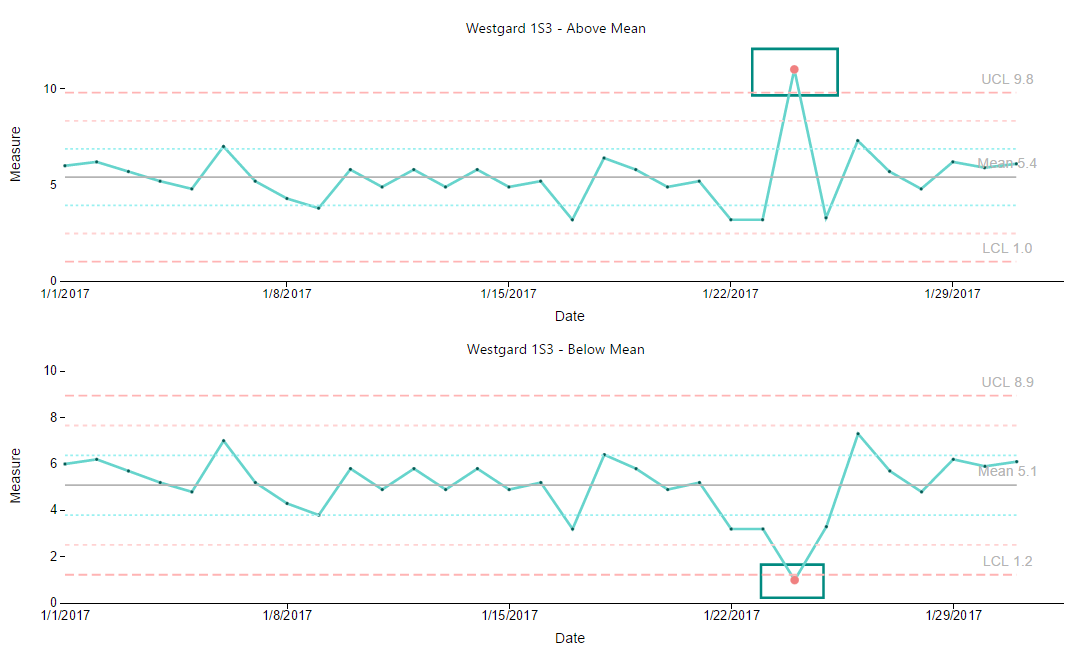 Westgard 1S3 - Above Mean
UCL 9.8
10
Measure
Mean 5.4
5
LCL 1.0
0
1/1/2017 1/8/2017 1/15/2017 1/22/2017 1/29/2017
Date
Westgard 1S3 - Below Mean
10
UCL 8.9
8
Measure
6
Mean 5.1
4
2
LCL 1.2
0
1/1/2017 1/8/2017 1/15/2017 1/22/2017 1/29/2017
Date